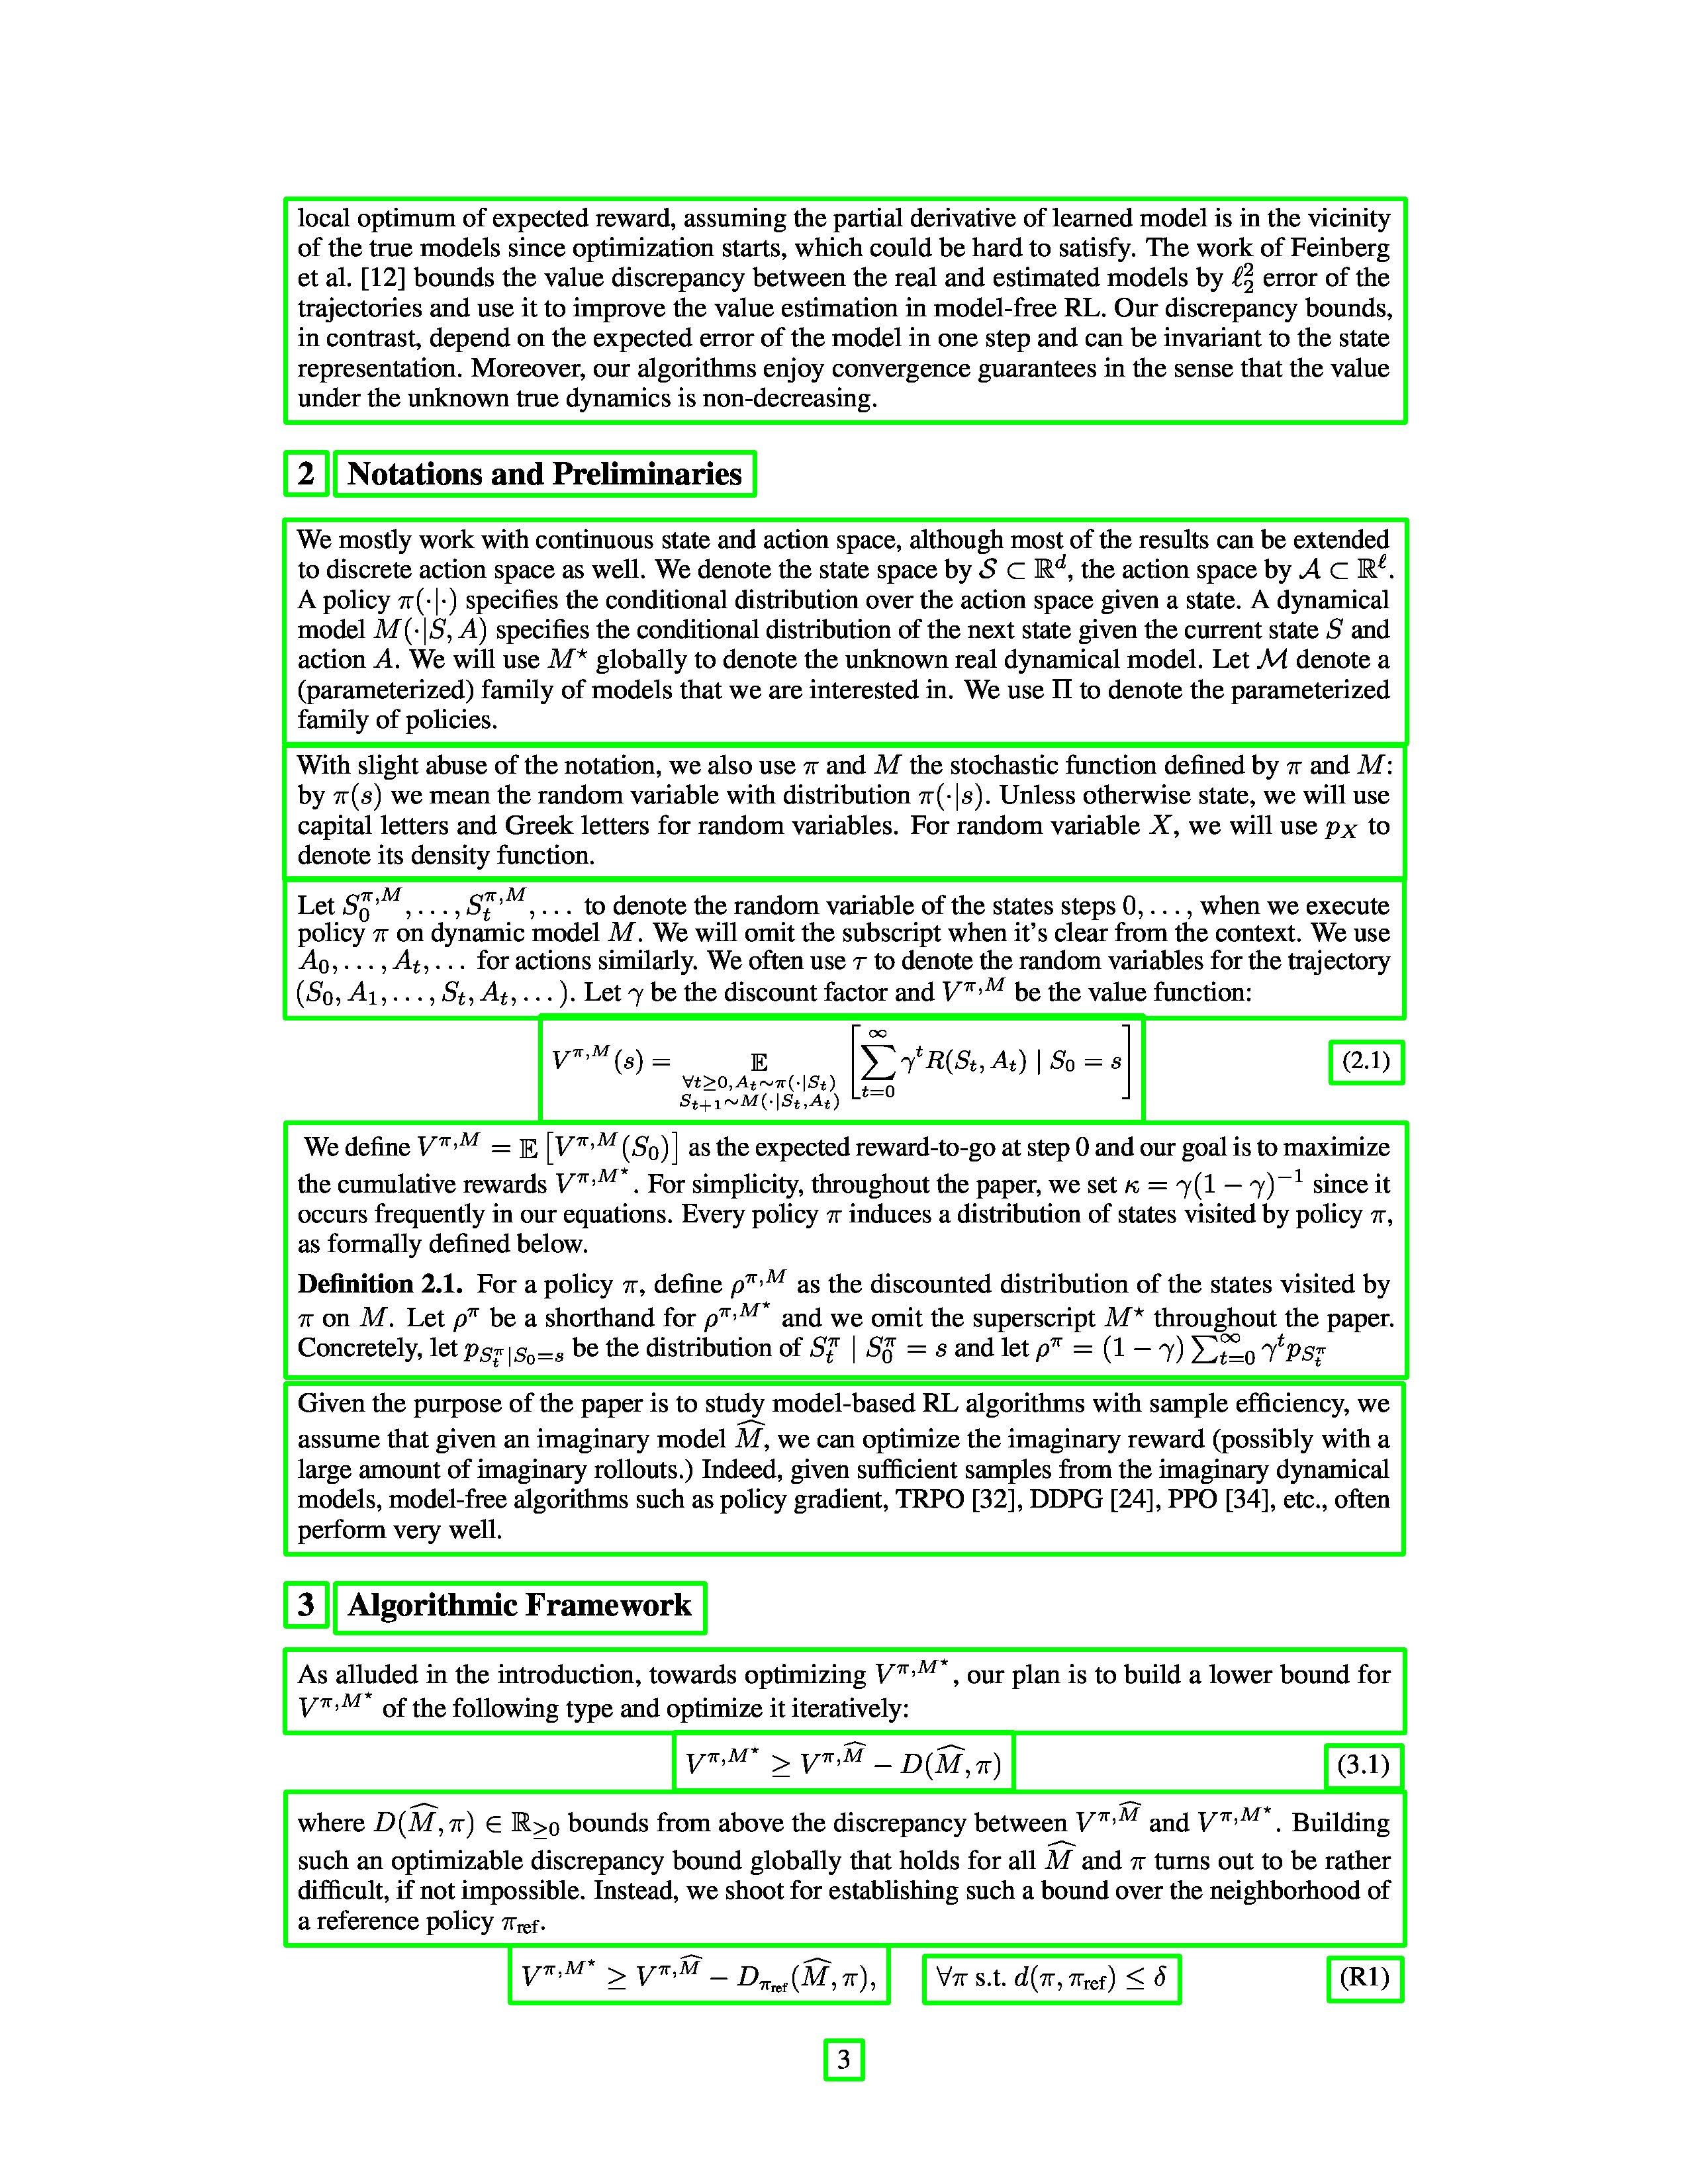 local optimum of expected reward, assuming the partial derivative of learned model is in the vicinity
of the true models since optimization starts, which could be hard to satisfy. The work of Feinberg
et al. [12] bounds the value discrepancy between the real and estimated models by ℓ₂² error of the
trajectories and use it to improve the value estimation in model-free RL. Our discrepancy bounds,
in contrast, depend on the expected error of the model in one step and can be invariant to the state
representation. Moreover, our algorithms enjoy convergence guarantees in the sense that the value
under the unknown true dynamics is non-decreasing.
2 Notations and Preliminaries
We mostly work with continuous state and action space, although most of the results can be extended
to discrete action space as well. We denote the state space by $\mathcal{S} \subset \mathbb{R}^d$, the action space by $\mathcal{A} \subset \mathbb{R}^\ell$.
A policy π(·|·) specifies the conditional distribution over the action space given a state. A dynamical
model M(·|S, A) specifies the conditional distribution of the next state given the current state S and
action A. We will use $M^\star$ globally to denote the unknown real dynamical model. Let $\mathcal{M}$ denote a
(parameterized) family of models that we are interested in. We use Π to denote the parameterized
family of policies.
With slight abuse of the notation, we also use π and M the stochastic function defined by π and M:
by π(s) we mean the random variable with distribution π(·|s). Unless otherwise state, we will use
capital letters and Greek letters for random variables. For random variable X, we will use $p_X$ to
denote its density function.
Let $S_0^{\pi,M}, \ldots, S_t^{\pi,M}, \ldots$ to denote the random variable of the states steps 0, . . . , when we execute
policy π on dynamic model M. We will omit the subscript when it's clear from the context. We use
$A_0, \ldots, A_t, \ldots$ for actions similarly. We often use τ to denote the random variables for the trajectory
$(S_0, A_1, \ldots, S_t, A_t, \ldots)$. Let γ be the discount factor and $V^{\pi,M}$ be the value function:
$V^{\pi,M}(s) = \underset{\substack{\forall t \geq 0, A_t \sim \pi(\cdot|S_t) \\ S_{t+1} \sim M(\cdot|S_t,A_t)}}{\mathbb{E}} \left[ \sum_{t=0}^{\infty} \gamma^t R(S_t, A_t) \mid S_0 = s \right]$ (2.1)
We define $V^{\pi,M} = \mathbb{E}\left[V^{\pi,M}(S_0)\right]$ as the expected reward-to-go at step 0 and our goal is to maximize
the cumulative rewards $V^{\pi,M^\star}$. For simplicity, throughout the paper, we set $\kappa = \gamma(1-\gamma)^{-1}$ since it
occurs frequently in our equations. Every policy π induces a distribution of states visited by policy π,
as formally defined below.
Definition 2.1. For a policy π, define $\rho^{\pi,M}$ as the discounted distribution of the states visited by
π on M. Let $\rho^\pi$ be a shorthand for $\rho^{\pi,M^\star}$ and we omit the superscript $M^\star$ throughout the paper.
Concretely, let $p_{S_t^\pi|S_0=s}$ be the distribution of $S_t^\pi \mid S_0^\pi = s$ and let $\rho^\pi = (1-\gamma)\sum_{t=0}^{\infty} \gamma^t p_{S_t^\pi}$
Given the purpose of the paper is to study model-based RL algorithms with sample efficiency, we
assume that given an imaginary model $\widehat{M}$, we can optimize the imaginary reward (possibly with a
large amount of imaginary rollouts.) Indeed, given sufficient samples from the imaginary dynamical
models, model-free algorithms such as policy gradient, TRPO [32], DDPG [24], PPO [34], etc., often
perform very well.
3 Algorithmic Framework
As alluded in the introduction, towards optimizing $V^{\pi,M^\star}$, our plan is to build a lower bound for
$V^{\pi,M^\star}$ of the following type and optimize it iteratively:
$V^{\pi,M^\star} \geq V^{\pi,\widehat{M}} - D(\widehat{M}, \pi)$ (3.1)
where $D(\widehat{M}, \pi) \in \mathbb{R}_{\geq 0}$ bounds from above the discrepancy between $V^{\pi,\widehat{M}}$ and $V^{\pi,M^\star}$. Building
such an optimizable discrepancy bound globally that holds for all $\widehat{M}$ and π turns out to be rather
difficult, if not impossible. Instead, we shoot for establishing such a bound over the neighborhood of
a reference policy $\pi_{\text{ref}}$.
$V^{\pi,M^\star} \geq V^{\pi,\widehat{M}} - D_{\pi_{\text{ref}}}(\widehat{M}, \pi), \quad \forall \pi \text{ s.t. } d(\pi, \pi_{\text{ref}}) \leq \delta$ (R1)
3